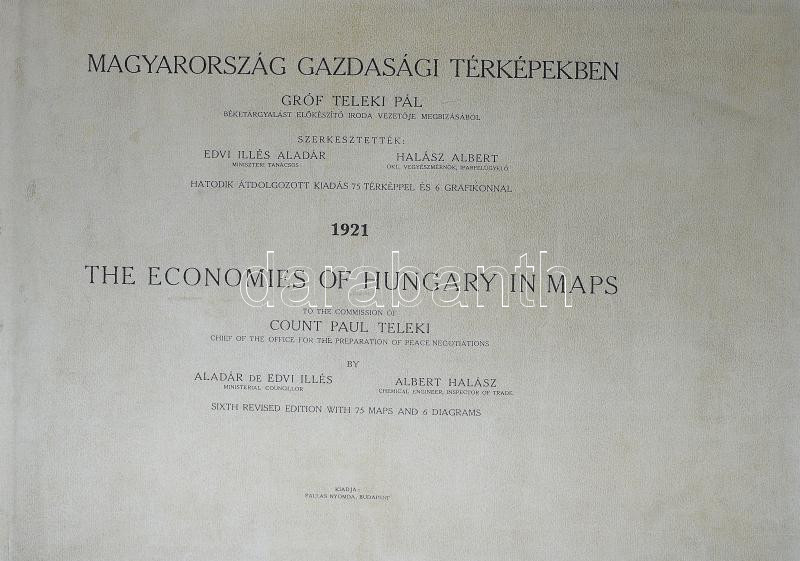 MAGYARORSZÁG GAZDASÁGI TÉRKÉPEKBEN
GRÓF TELEKI PÁL
BÉKETÁRGYALÁST ELŐKÉSZÍTŐ IRODA VEZETŐJE MEGBIZÁSÁBÓL
SZERKESZTETTÉK:
EDVI ILLÉS ALADÁR HALÁSZ ALBERT
MINISZTERI TANÁCSOS OKL. VEGYÉSZMÉRNÖK, IPARFELÜGYELŐ
HATODIK ÁTDOLGOZOTT KIADÁS 75 TÉRKÉPPEL ÉS 6 GRAFIKONNAL
1921
THE ECONOMIES OF HUNGARY IN MAPS
darabanth
TO THE COMMISSION OF
COUNT PAUL TELEKI
CHIEF OF THE OFFICE FOR THE PREPARATION OF PEACE NEGOTIATIONS
BY
ALADÁR DE EDVI ILLÉS ALBERT HALÁSZ
MINISTERIAL COUNCILLOR CHEMICAL ENGINEER, INSPECTOR OF TRADE
SIXTH REVISED EDITION WITH 75 MAPS AND 6 DIAGRAMS
KIADJA:
PALLAS NYOMDA, BUDAPEST